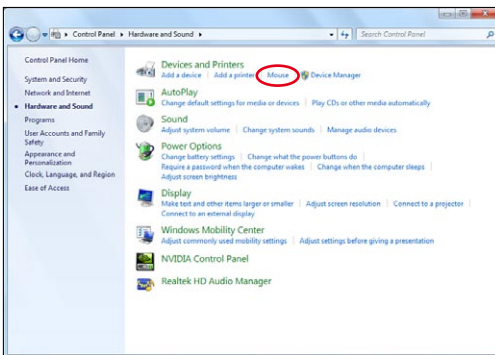 Control Panel ▸ Hardware and Sound ▸
Search Control Panel
Control Panel Home
System and Security
Network and Internet
Hardware and Sound
Programs
User Accounts and Family
Safety
Appearance and
Personalization
Clock, Language, and Region
Ease of Access
Devices and Printers
Add a device | Add a printer | Mouse | Device Manager
AutoPlay
Change default settings for media or devices | Play CDs or other media automatically
Sound
Adjust system volume | Change system sounds | Manage audio devices
Power Options
Change battery settings | Change what the power buttons do |
Require a password when the computer wakes | Change when the computer sleeps |
Adjust screen brightness
Display
Make text and other items larger or smaller | Adjust screen resolution | Connect to a projector |
Connect to an external display
Windows Mobility Center
Adjust commonly used mobility settings | Adjust settings before giving a presentation
NVIDIA Control Panel
Realtek HD Audio Manager